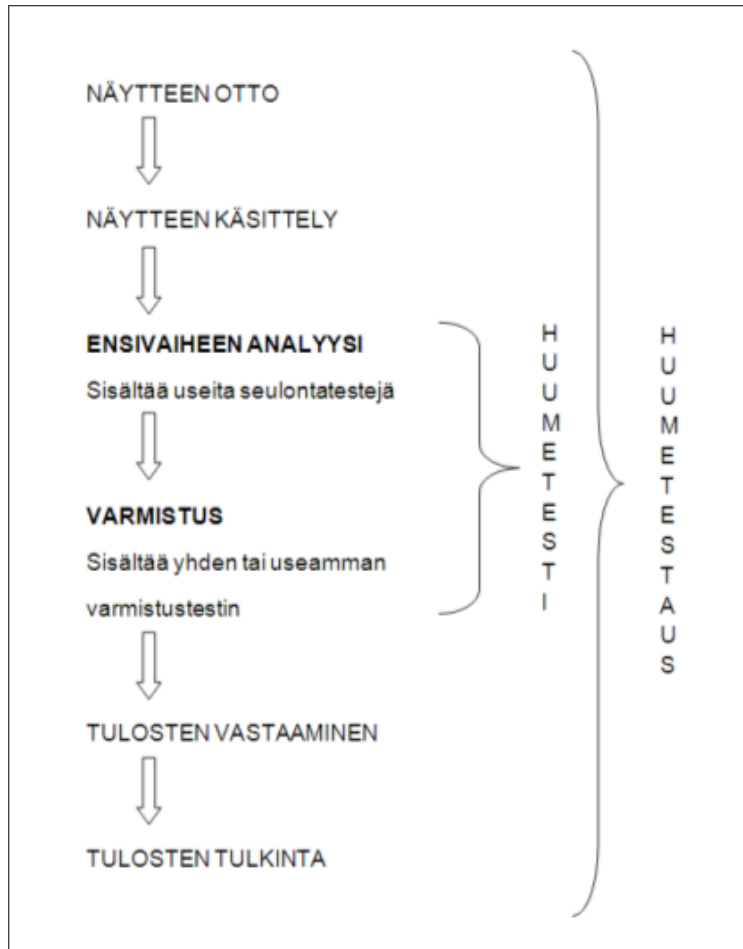 NÄYTTEEN OTTO
NÄYTTEEN KÄSITTELY
ENSIVAIHEEN ANALYYSI
Sisältää useita seulontatestejä
VARMISTUS
Sisältää yhden tai useamman
varmistustestin
TULOSTEN VASTAAMINEN
TULOSTEN TULKINTA
HUUMETESTI
HUUMETESTAUS